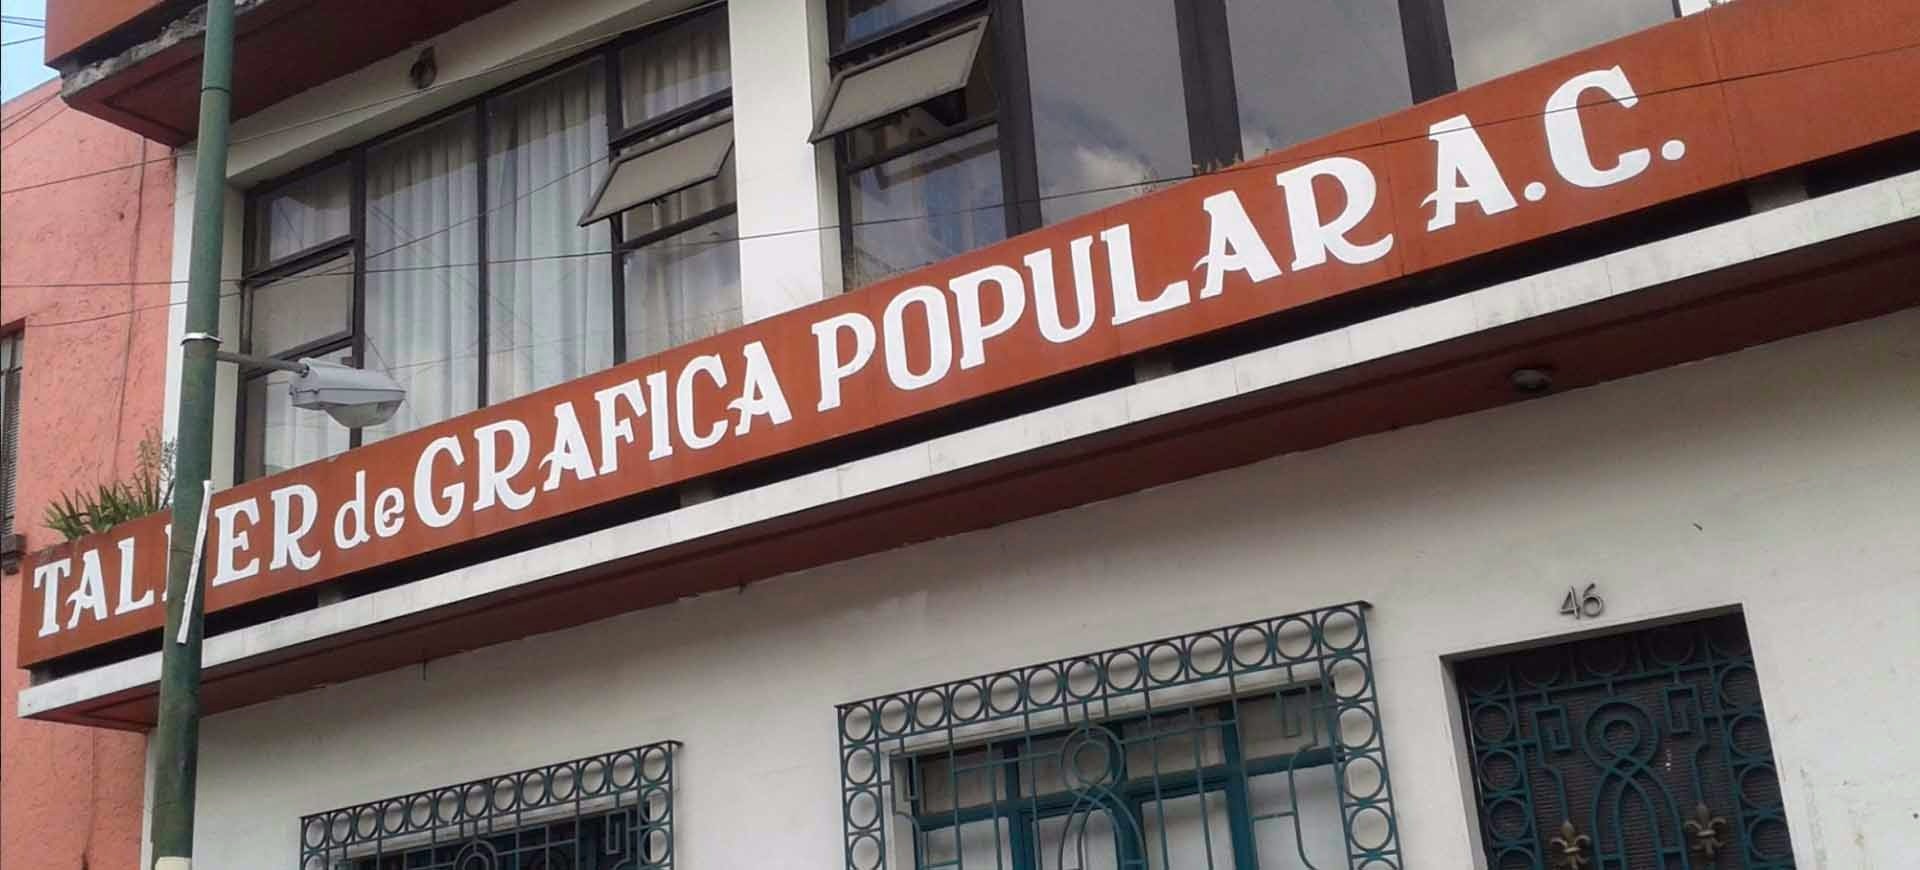 TALLER de GRAFICA POPULAR A.C.
46